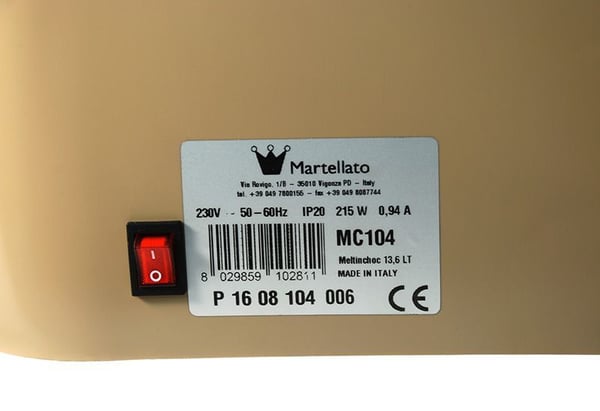 Martellato
Via Rovigo, 1/B - 35010 Vigonza PD - Italy
tel. +39 049 7800155 - fax +39 049 8087744
230V ~ 50-60Hz IP20 215 W 0,94 A
MC104
Meltinchoc 13,6 LT
8 029859 102811 MADE IN ITALY
P 16 08 104 006 CE
I
O